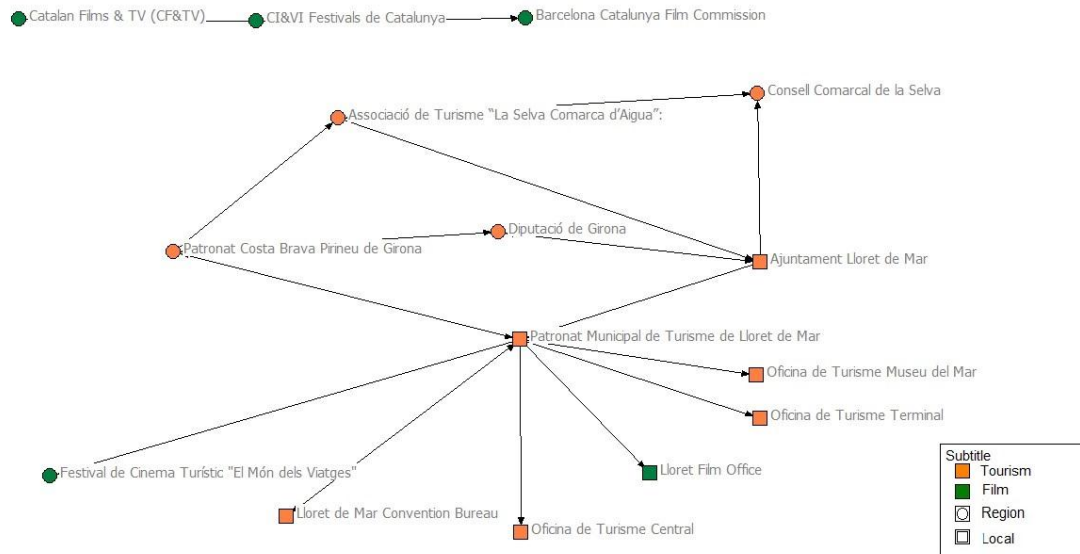 Catalan Films & TV (CF&TV)
CI&VI Festivals de Catalunya
Barcelona Catalunya Film Commission
Consell Comarcal de la Selva
Associació de Turisme “La Selva Comarca d’Aigua”:
Diputació de Girona
Patronat Costa Brava Pirineu de Girona
Ajuntament Lloret de Mar
Patronat Municipal de Turisme de Lloret de Mar
Oficina de Turisme Museu del Mar
Oficina de Turisme Terminal
Festival de Cinema Turístic "El Món dels Viatges"
Lloret Film Office
Lloret de Mar Convention Bureau
Oficina de Turisme Central
Subtitle
Tourism
Film
Region
Local